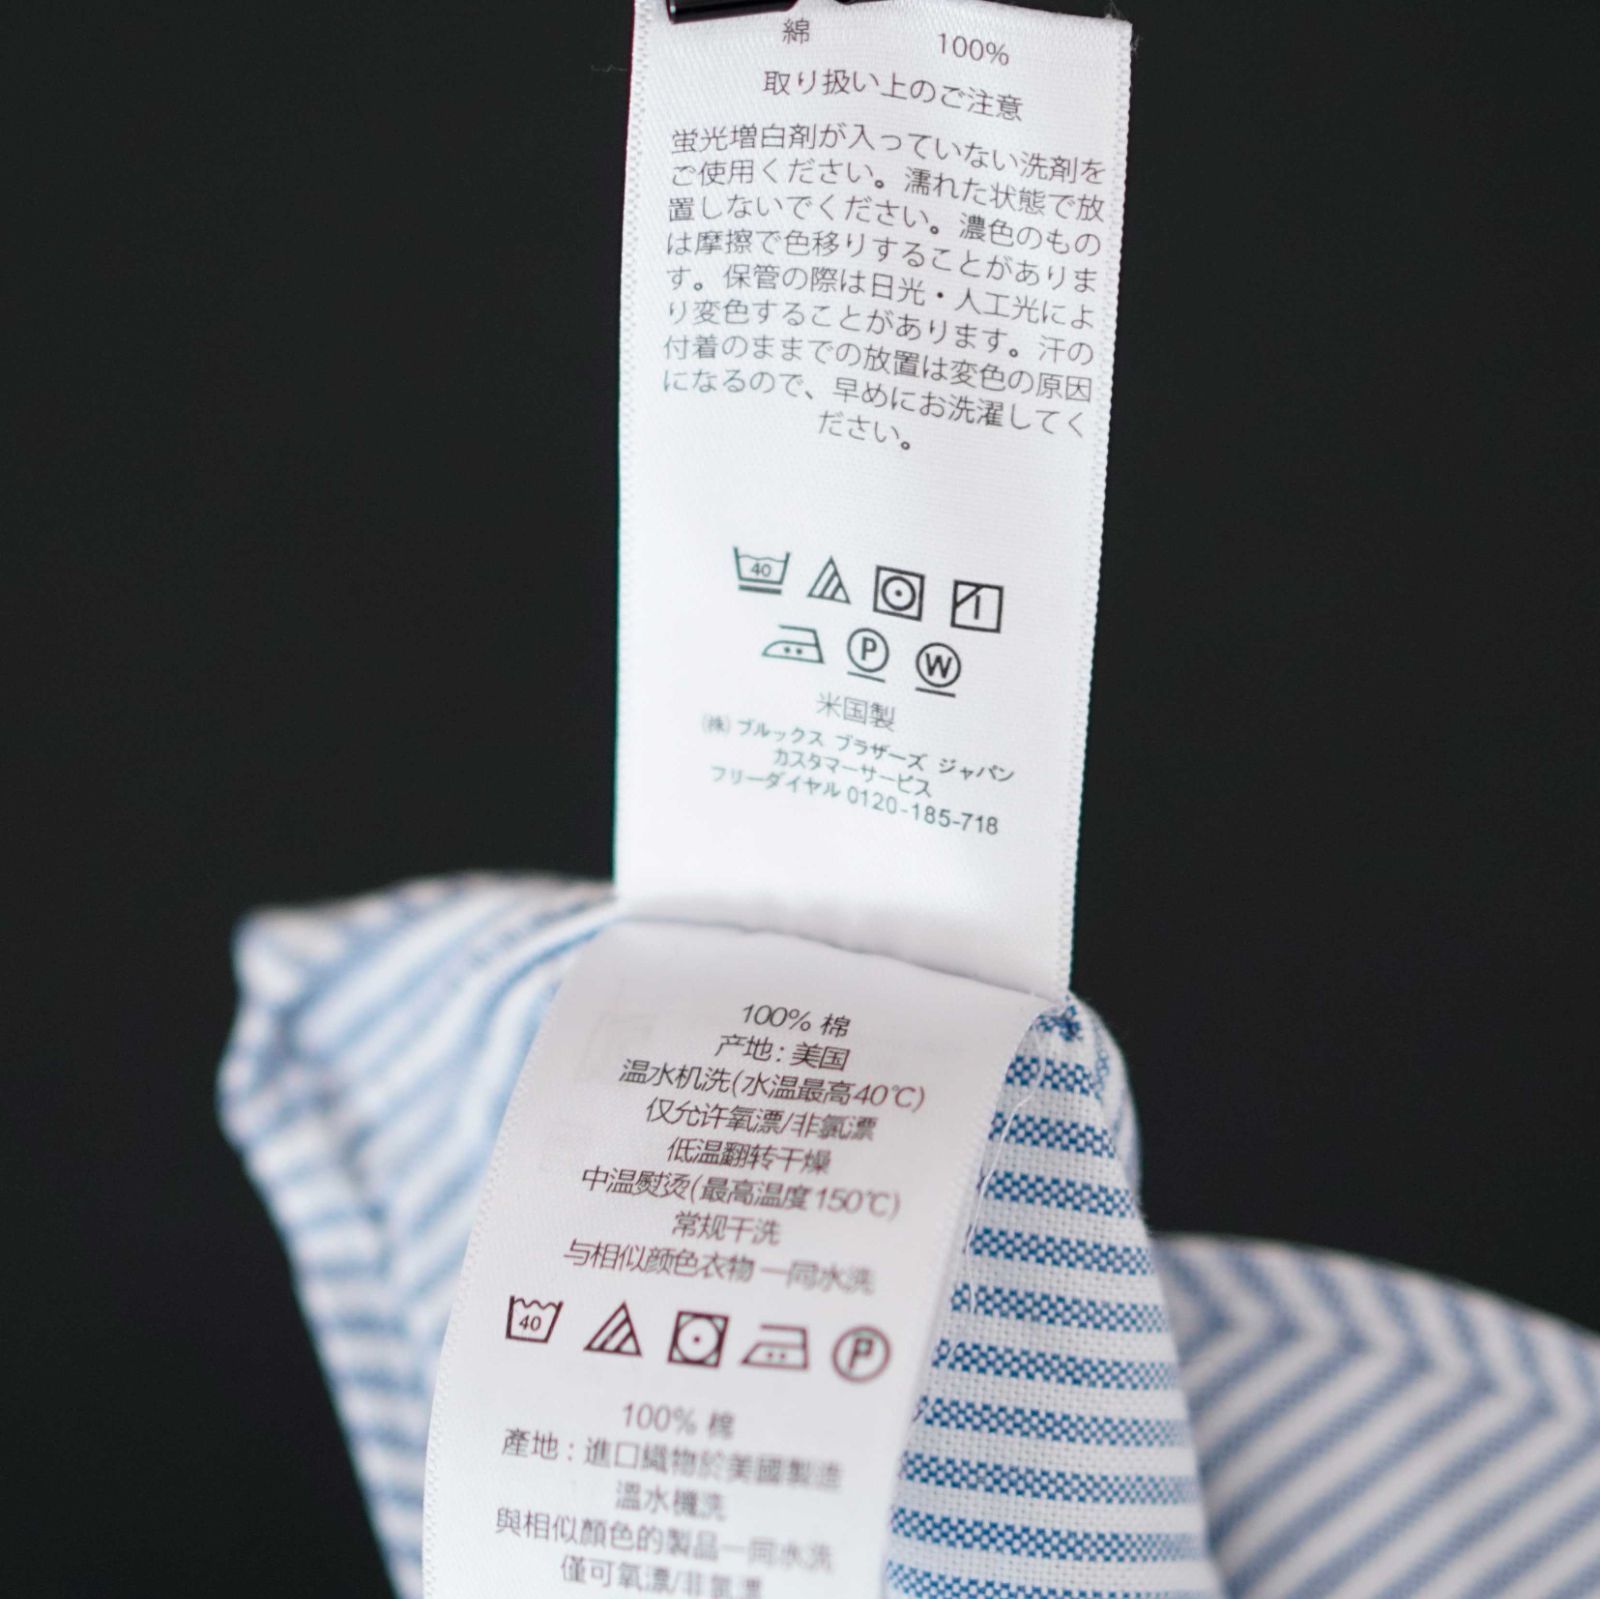 綿 100%
取り扱い上のご注意
蛍光増白剤が入っていない洗剤を
ご使用ください。濡れた状態で放
置しないでください。濃色のもの
は摩擦で色移りすることがありま
す。保管の際は日光・人工光によ
り変色することがあります。汗の
付着のままでの放置は変色の原因
になるので、早めにお洗濯してく
ださい。
40
P W
米国製
㈱ ブルックス ブラザーズ ジャパン
カスタマーサービス
フリーダイヤル 0120-185-718
100% 棉
产地: 美国
温水机洗(水温最高40℃)
仅允许氧漂/非氯漂
低温翻转干燥
中温熨烫(最高温度150℃)
常规干洗
与相似颜色衣物一同水洗
40 P
100% 棉
產地: 進口織物於美國製造
溫水機洗
與相似顏色的製品一同水洗
僅可氧漂/非氯漂